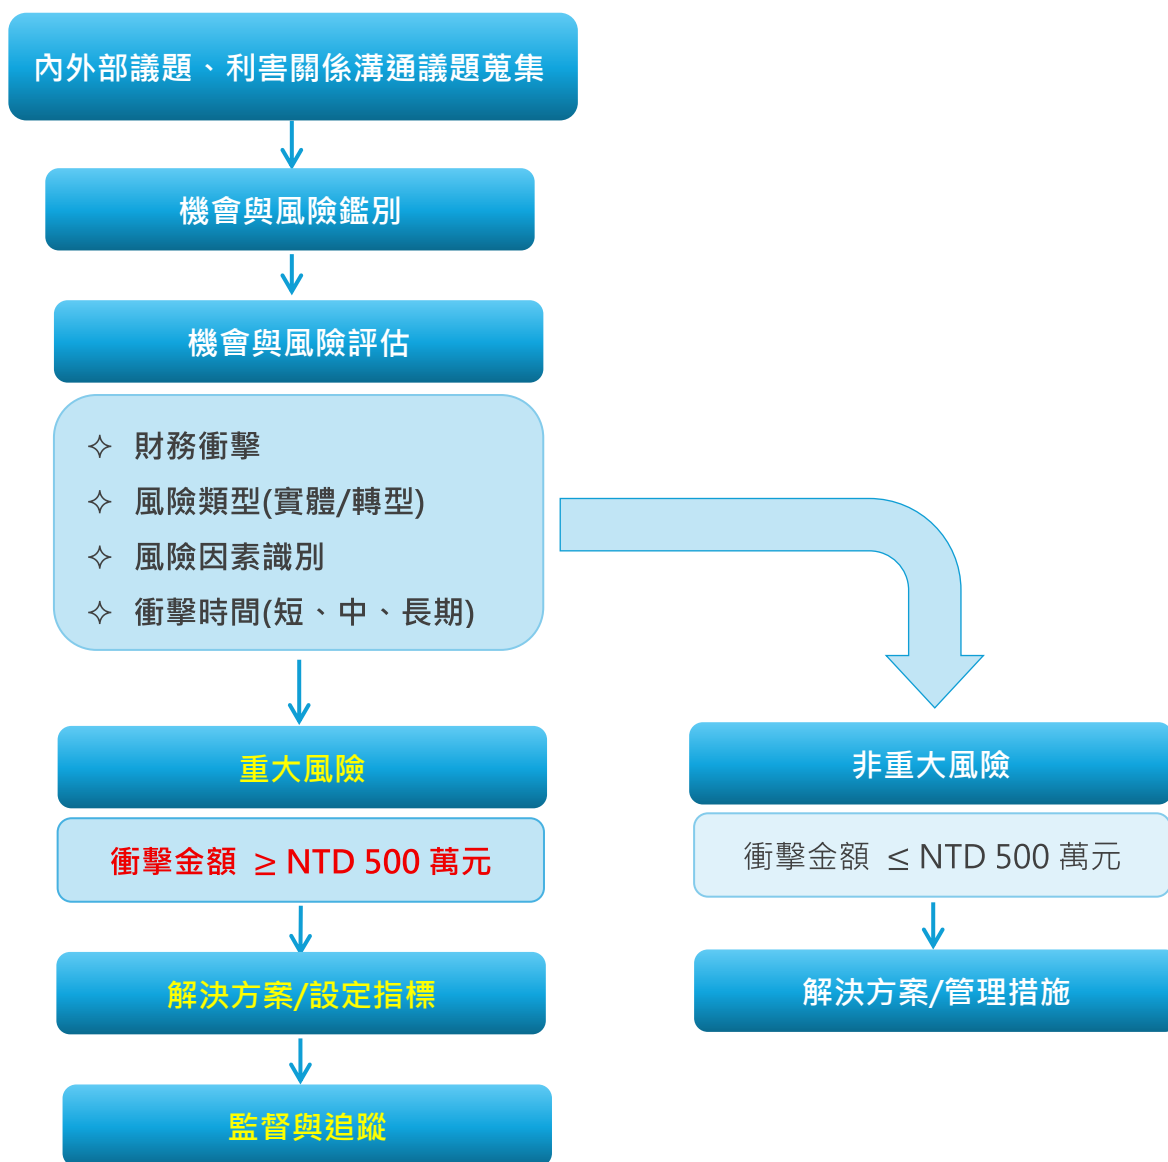 內外部議題、利害關係溝通議題蒐集
機會與風險鑑別
機會與風險評估
✧ 財務衝擊
✧ 風險類型(實體/轉型)
✧ 風險因素識別
✧ 衝擊時間(短、中、長期)
重大風險
衝擊金額 ≥ NTD 500 萬元
解決方案/設定指標
監督與追蹤
非重大風險
衝擊金額 ≤ NTD 500 萬元
解決方案/管理措施